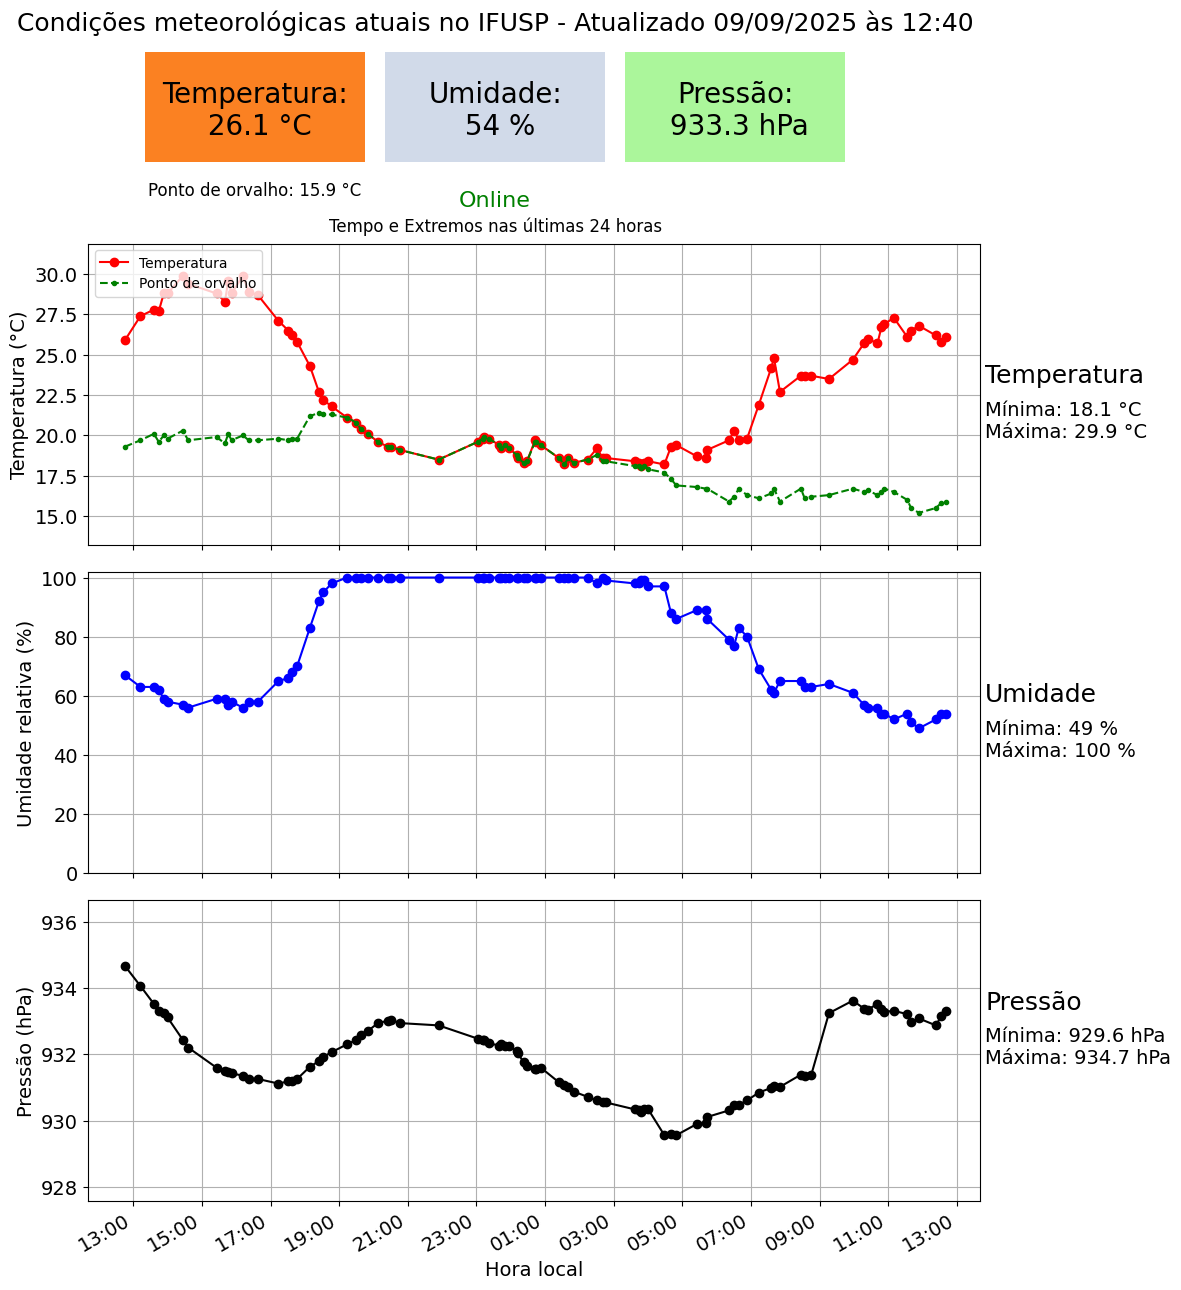 Condições meteorológicas atuais no IFUSP - Atualizado 09/09/2025 às 12:40
Temperatura:
26.1 °C
Umidade:
54 %
Pressão:
933.3 hPa
Ponto de orvalho: 15.9 °C
Online
Tempo e Extremos nas últimas 24 horas
Temperatura
Ponto de orvalho
Temperatura (°C)
30.0
27.5
25.0
22.5
20.0
17.5
15.0
Temperatura
Mínima: 18.1 °C
Máxima: 29.9 °C
Umidade relativa (%)
100
80
60
40
20
0
Umidade
Mínima: 49 %
Máxima: 100 %
Pressão (hPa)
936
934
932
930
928
Pressão
Mínima: 929.6 hPa
Máxima: 934.7 hPa
13:00
15:00
17:00
19:00
21:00
23:00
01:00
03:00
05:00
07:00
09:00
11:00
13:00
Hora local